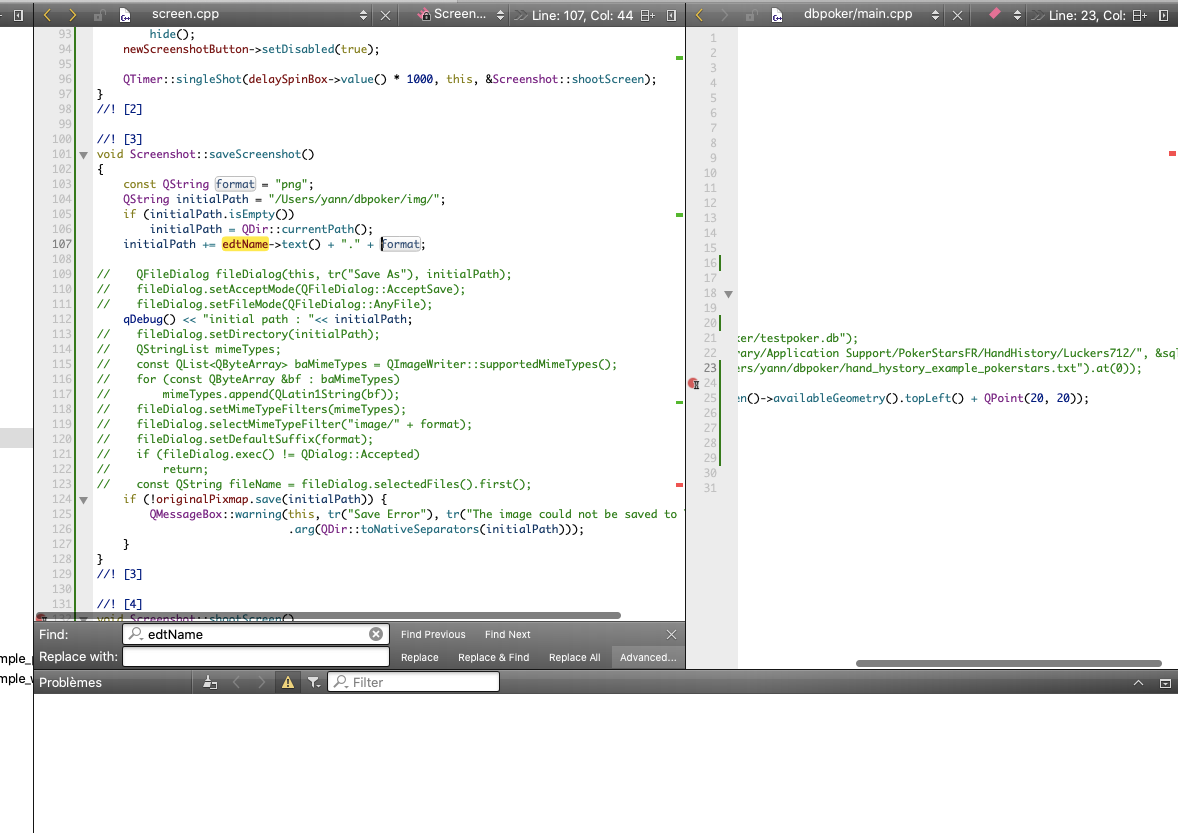 screen.cpp
Screen...
Line: 107, Col: 44
dbpoker/main.cpp
Line: 23, Col:
93 hide();
94 newScreenshotButton->setDisabled(true);
95
96 QTimer::singleShot(delaySpinBox->value() * 1000, this, &Screenshot::shootScreen);
97 }
98 //! [2]
99
100 //! [3]
101 void Screenshot::saveScreenshot()
102 {
103 const QString format = "png";
104 QString initialPath = "/Users/yann/dbpoker/img/";
105 if (initialPath.isEmpty())
106 initialPath = QDir::currentPath();
107 initialPath += edtName->text() + "." + format;
108
109 // QFileDialog fileDialog(this, tr("Save As"), initialPath);
110 // fileDialog.setAcceptMode(QFileDialog::AcceptSave);
111 // fileDialog.setFileMode(QFileDialog::AnyFile);
112 qDebug() << "initial path : "<< initialPath;
113 // fileDialog.setDirectory(initialPath);
114 // QStringList mimeTypes;
115 // const QList<QByteArray> baMimeTypes = QImageWriter::supportedMimeTypes();
116 // for (const QByteArray &bf : baMimeTypes)
117 // mimeTypes.append(QLatin1String(bf));
118 // fileDialog.setMimeTypeFilters(mimeTypes);
119 // fileDialog.selectMimeTypeFilter("image/" + format);
120 // fileDialog.setDefaultSuffix(format);
121 // if (fileDialog.exec() != QDialog::Accepted)
122 // return;
123 // const QString fileName = fileDialog.selectedFiles().first();
124 if (!originalPixmap.save(initialPath)) {
125 QMessageBox::warning(this, tr("Save Error"), tr("The image could not be saved to
126 .arg(QDir::toNativeSeparators(initialPath)));
127 }
128 }
129 //! [3]
130
131 //! [4]
132 void Screenshot::shootScreen()
1
2
3
4
5
6
7
8
9
10
11
12
13
14
15
16
17
18
19
20
21 ker/testpoker.db");
22 rary/Application Support/PokerStarsFR/HandHistory/Luckers712/", &sql
23 ers/yann/dbpoker/hand_hystory_example_pokerstars.txt").at(0));
24
25 en()->availableGeometry().topLeft() + QPoint(20, 20));
26
27
28
29
30
31
Find: edtName Find Previous Find Next
Replace with: Replace Replace & Find Replace All Advanced...
mple_p
mple_w
Problèmes Filter